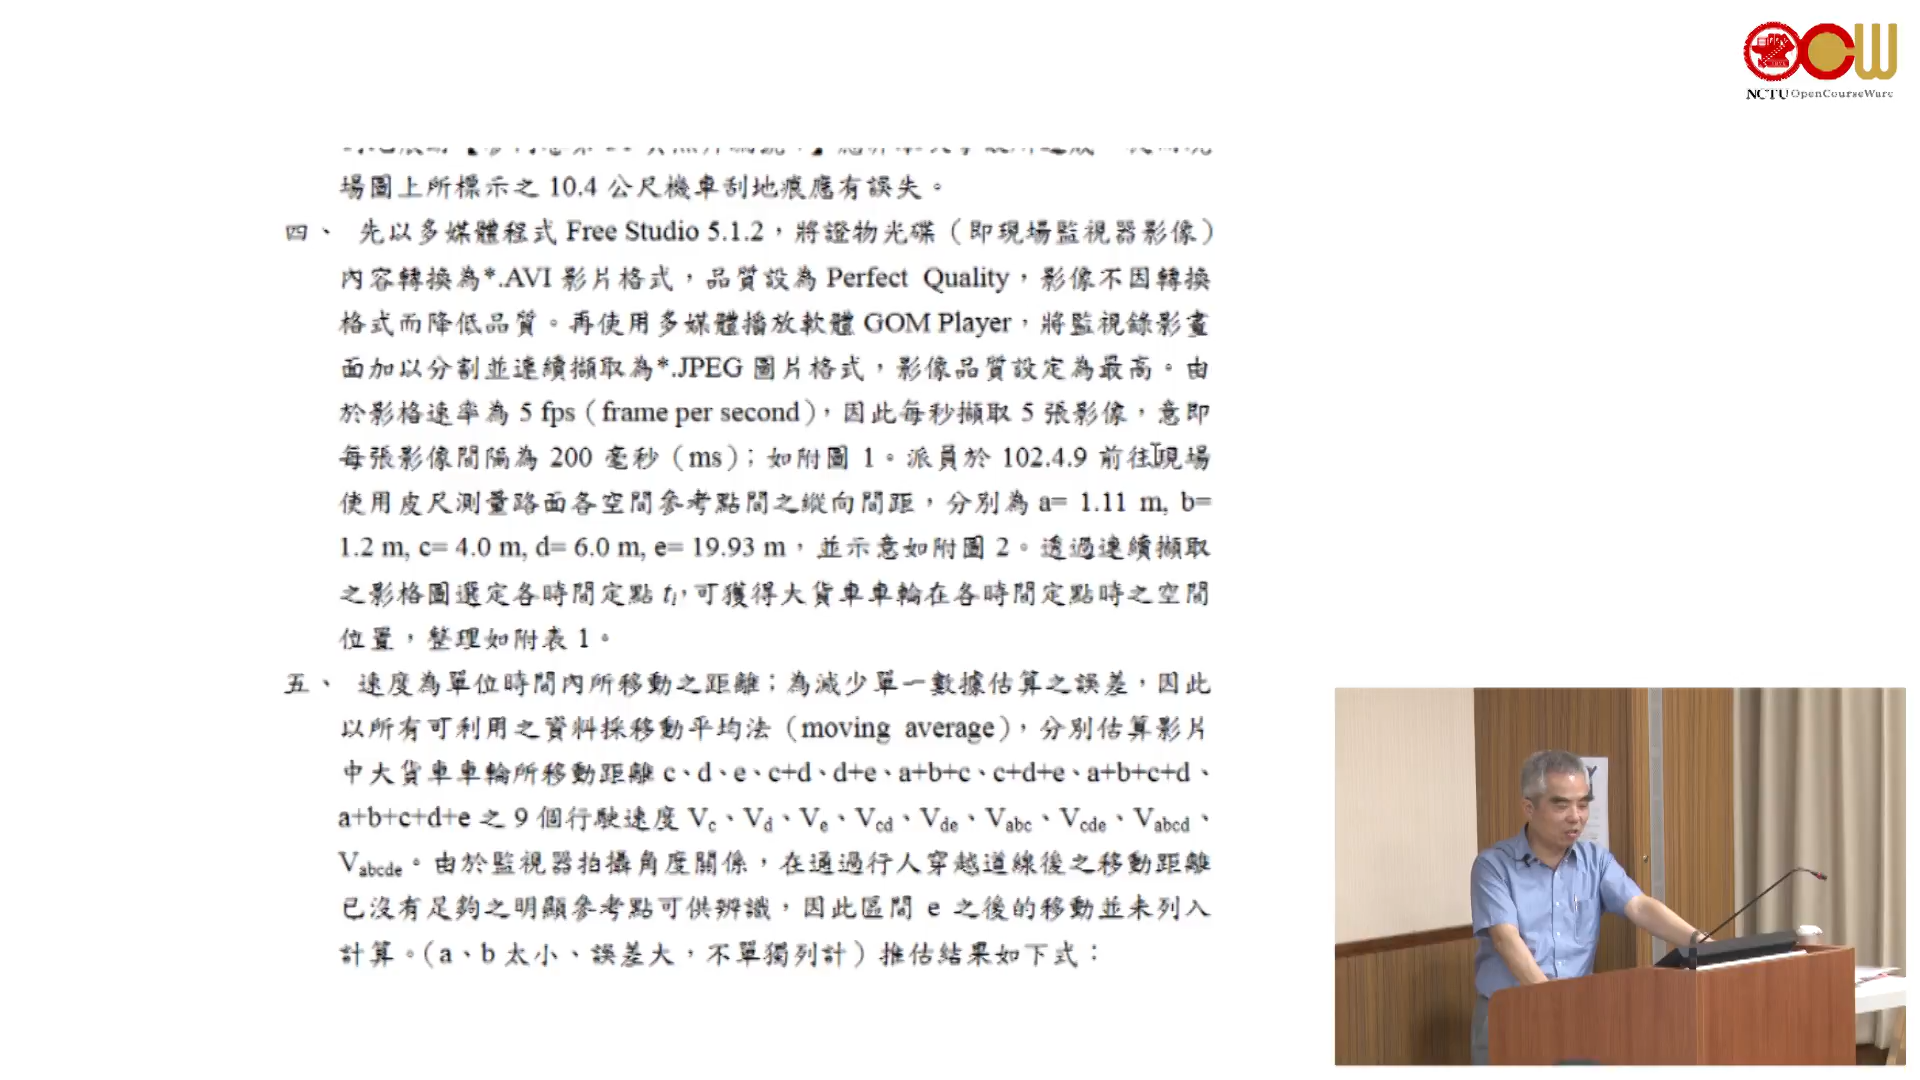 NCTU OpenCourseWare
場圖上所標示之 10.4 公尺機車刮地痕應有誤失。
四、 先以多媒體程式 Free Studio 5.1.2，將證物光碟（即現場監視器影像）
內容轉換為*.AVI 影片格式，品質設為 Perfect Quality，影像不因轉換
格式而降低品質。再使用多媒體播放軟體 GOM Player，將監視錄影畫
面加以分割並連續擷取為*.JPEG 圖片格式，影像品質設定為最高。由
於影格速率為 5 fps（frame per second），因此每秒擷取 5 張影像，意即
每張影像間隔為 200 毫秒（ms）；如附圖 1。派員於 102.4.9 前往現場
使用皮尺測量路面各空間參考點間之縱向間距，分別為 a= 1.11 m, b=
1.2 m, c= 4.0 m, d= 6.0 m, e= 19.93 m，並示意如附圖 2。透過連續擷取
之影格圖選定各時間定點 ti，可獲得大貨車車輪在各時間定點時之空間
位置，整理如附表 1。
五、 速度為單位時間內所移動之距離；為減少單一數據估算之誤差，因此
以所有可利用之資料採移動平均法（moving average），分別估算影片
中大貨車車輪所移動距離 c、d、e、c+d、d+e、a+b+c、c+d+e、a+b+c+d、
a+b+c+d+e 之 9 個行駛速度 Vc、Vd、Ve、Vcd、Vde、Vabc、Vcde、Vabcd、
Vabcde。由於監視器拍攝角度關係，在通過行人穿越道線後之移動距離
已沒有足夠之明顯參考點可供辨識，因此區間 e 之後的移動並未列入
計算。（a、b 太小、誤差大，不單獨列計）推估結果如下式：